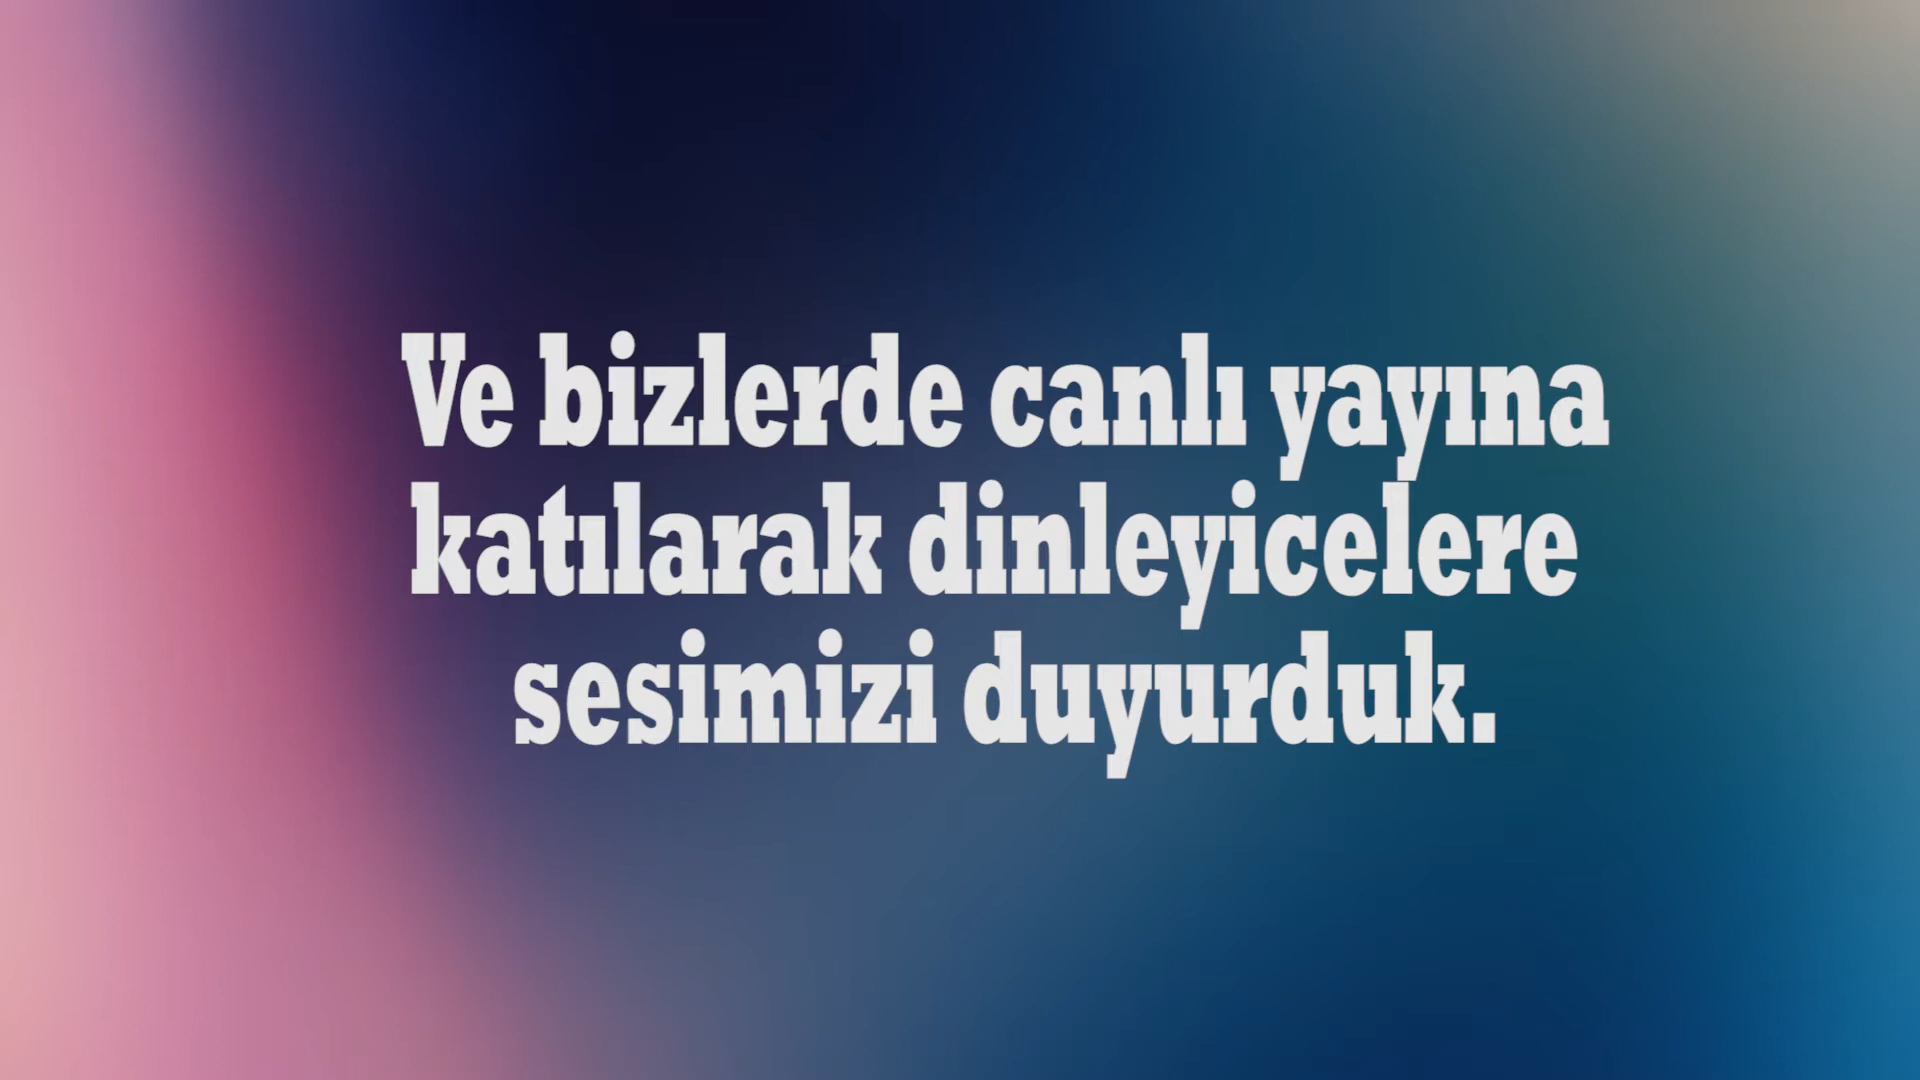 Ve bizlerde canlı yayına
katılarak dinleyicelere
sesimizi duyurduk.